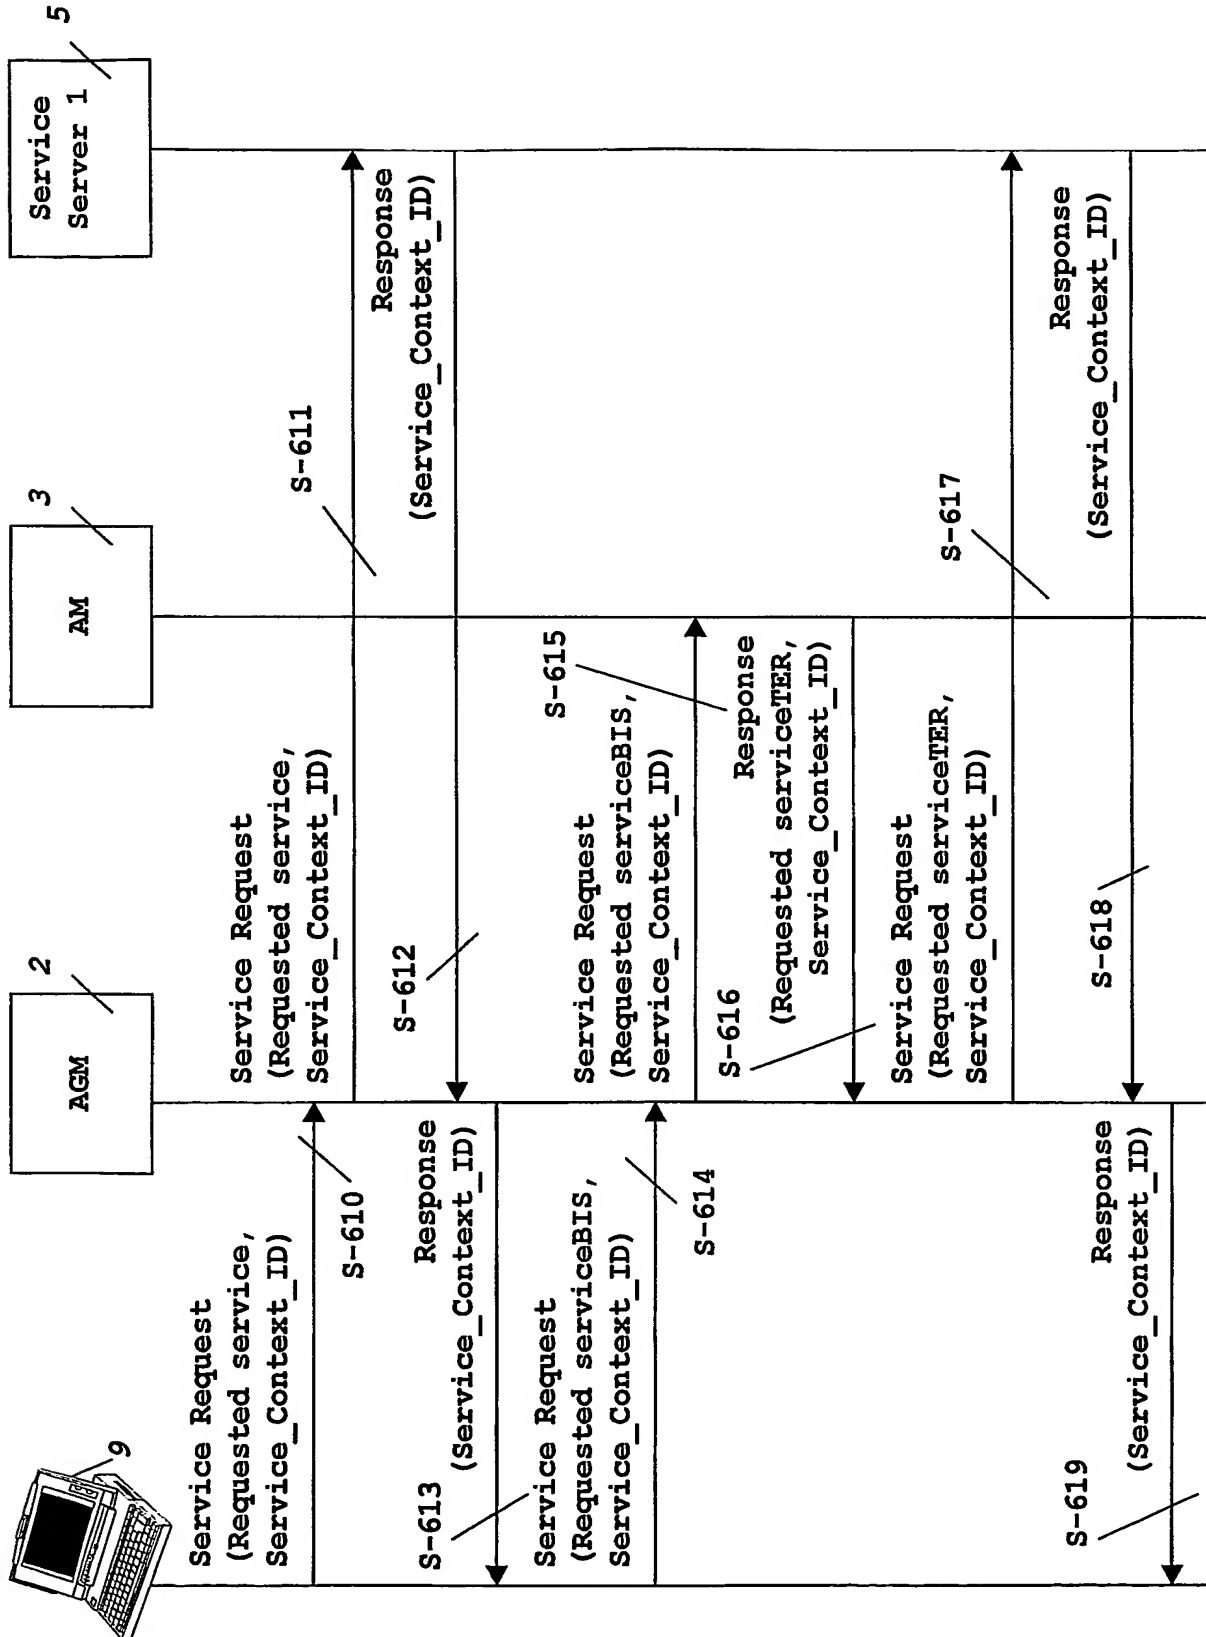 9
AGM
2
AM
3
Service
Server 1
5
Service Request
(Requested service,
Service_Context_ID)
S-610
Service Request
(Requested service,
Service_Context_ID)
S-611
Response
(Service_Context_ID)
S-612
Response
(Service_Context_ID)
S-613
Service Request
(Requested serviceBIS,
Service_Context_ID)
S-614
Service Request
(Requested serviceBIS,
Service_Context_ID)
S-615
Response
(Requested serviceTER,
Service_Context_ID)
S-616
Service Request
(Requested serviceTER,
Service_Context_ID)
S-617
Response
(Service_Context_ID)
S-618
Response
(Service_Context_ID)
S-619